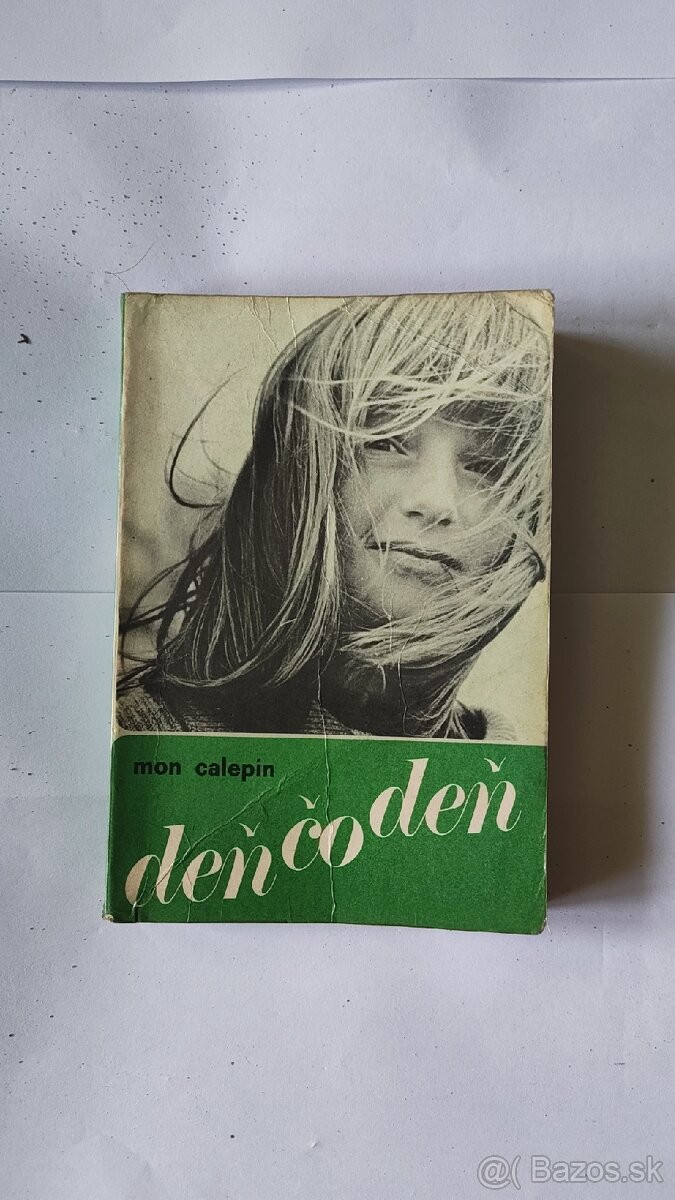 mon calepin
deň čo deň
@( Bazos.sk